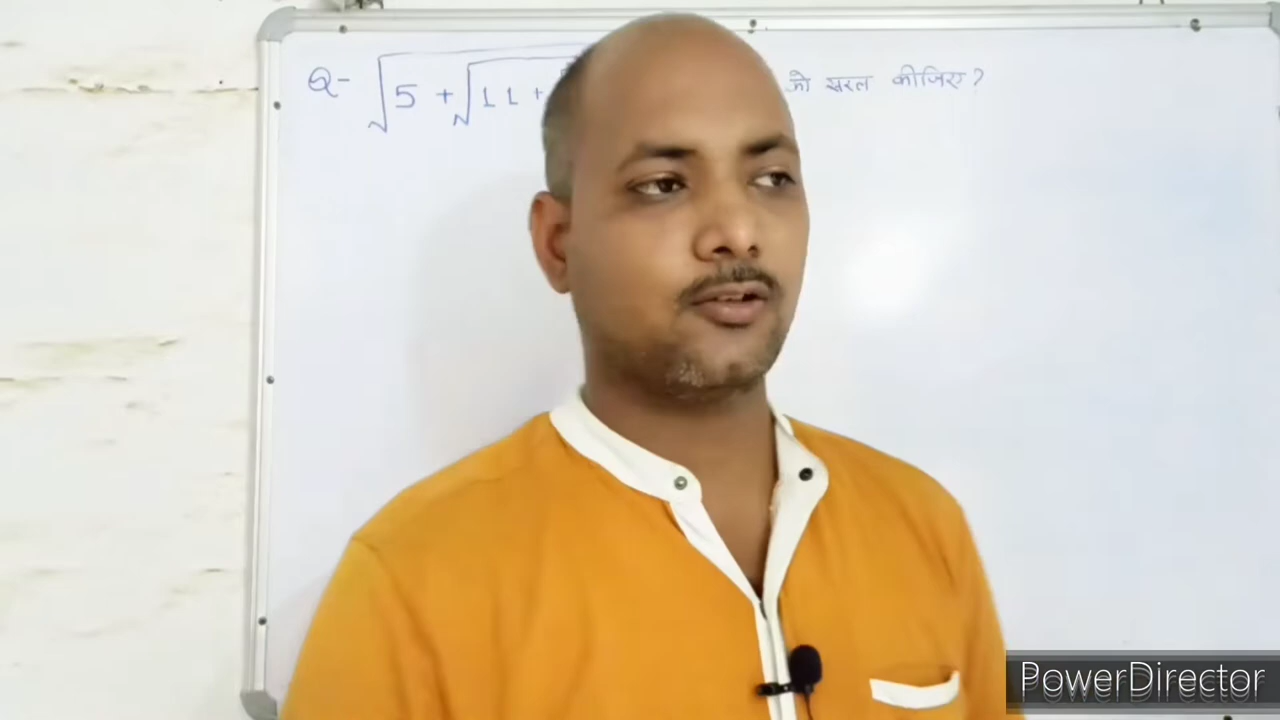 Q- √5 + √11 + को सरल कीजिए?
PowerDirector